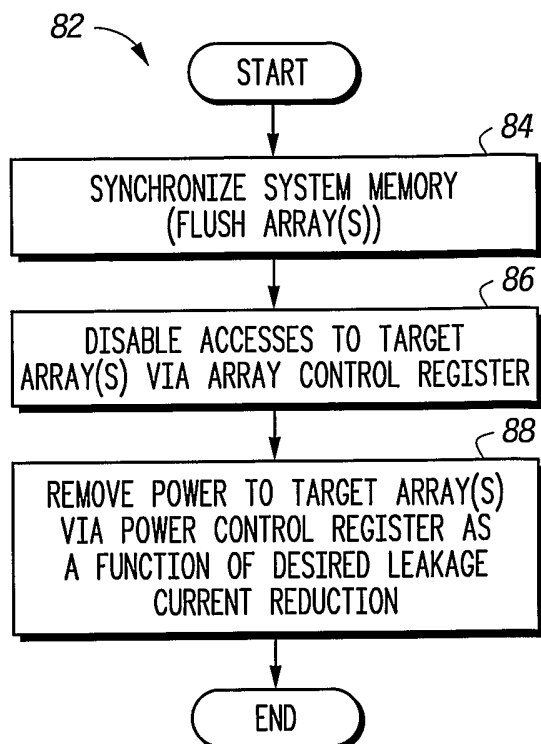 82
START
84
SYNCHRONIZE SYSTEM MEMORY
(FLUSH ARRAY(S))
86
DISABLE ACCESSES TO TARGET
ARRAY(S) VIA ARRAY CONTROL REGISTER
88
REMOVE POWER TO TARGET ARRAY(S)
VIA POWER CONTROL REGISTER AS
A FUNCTION OF DESIRED LEAKAGE
CURRENT REDUCTION
END